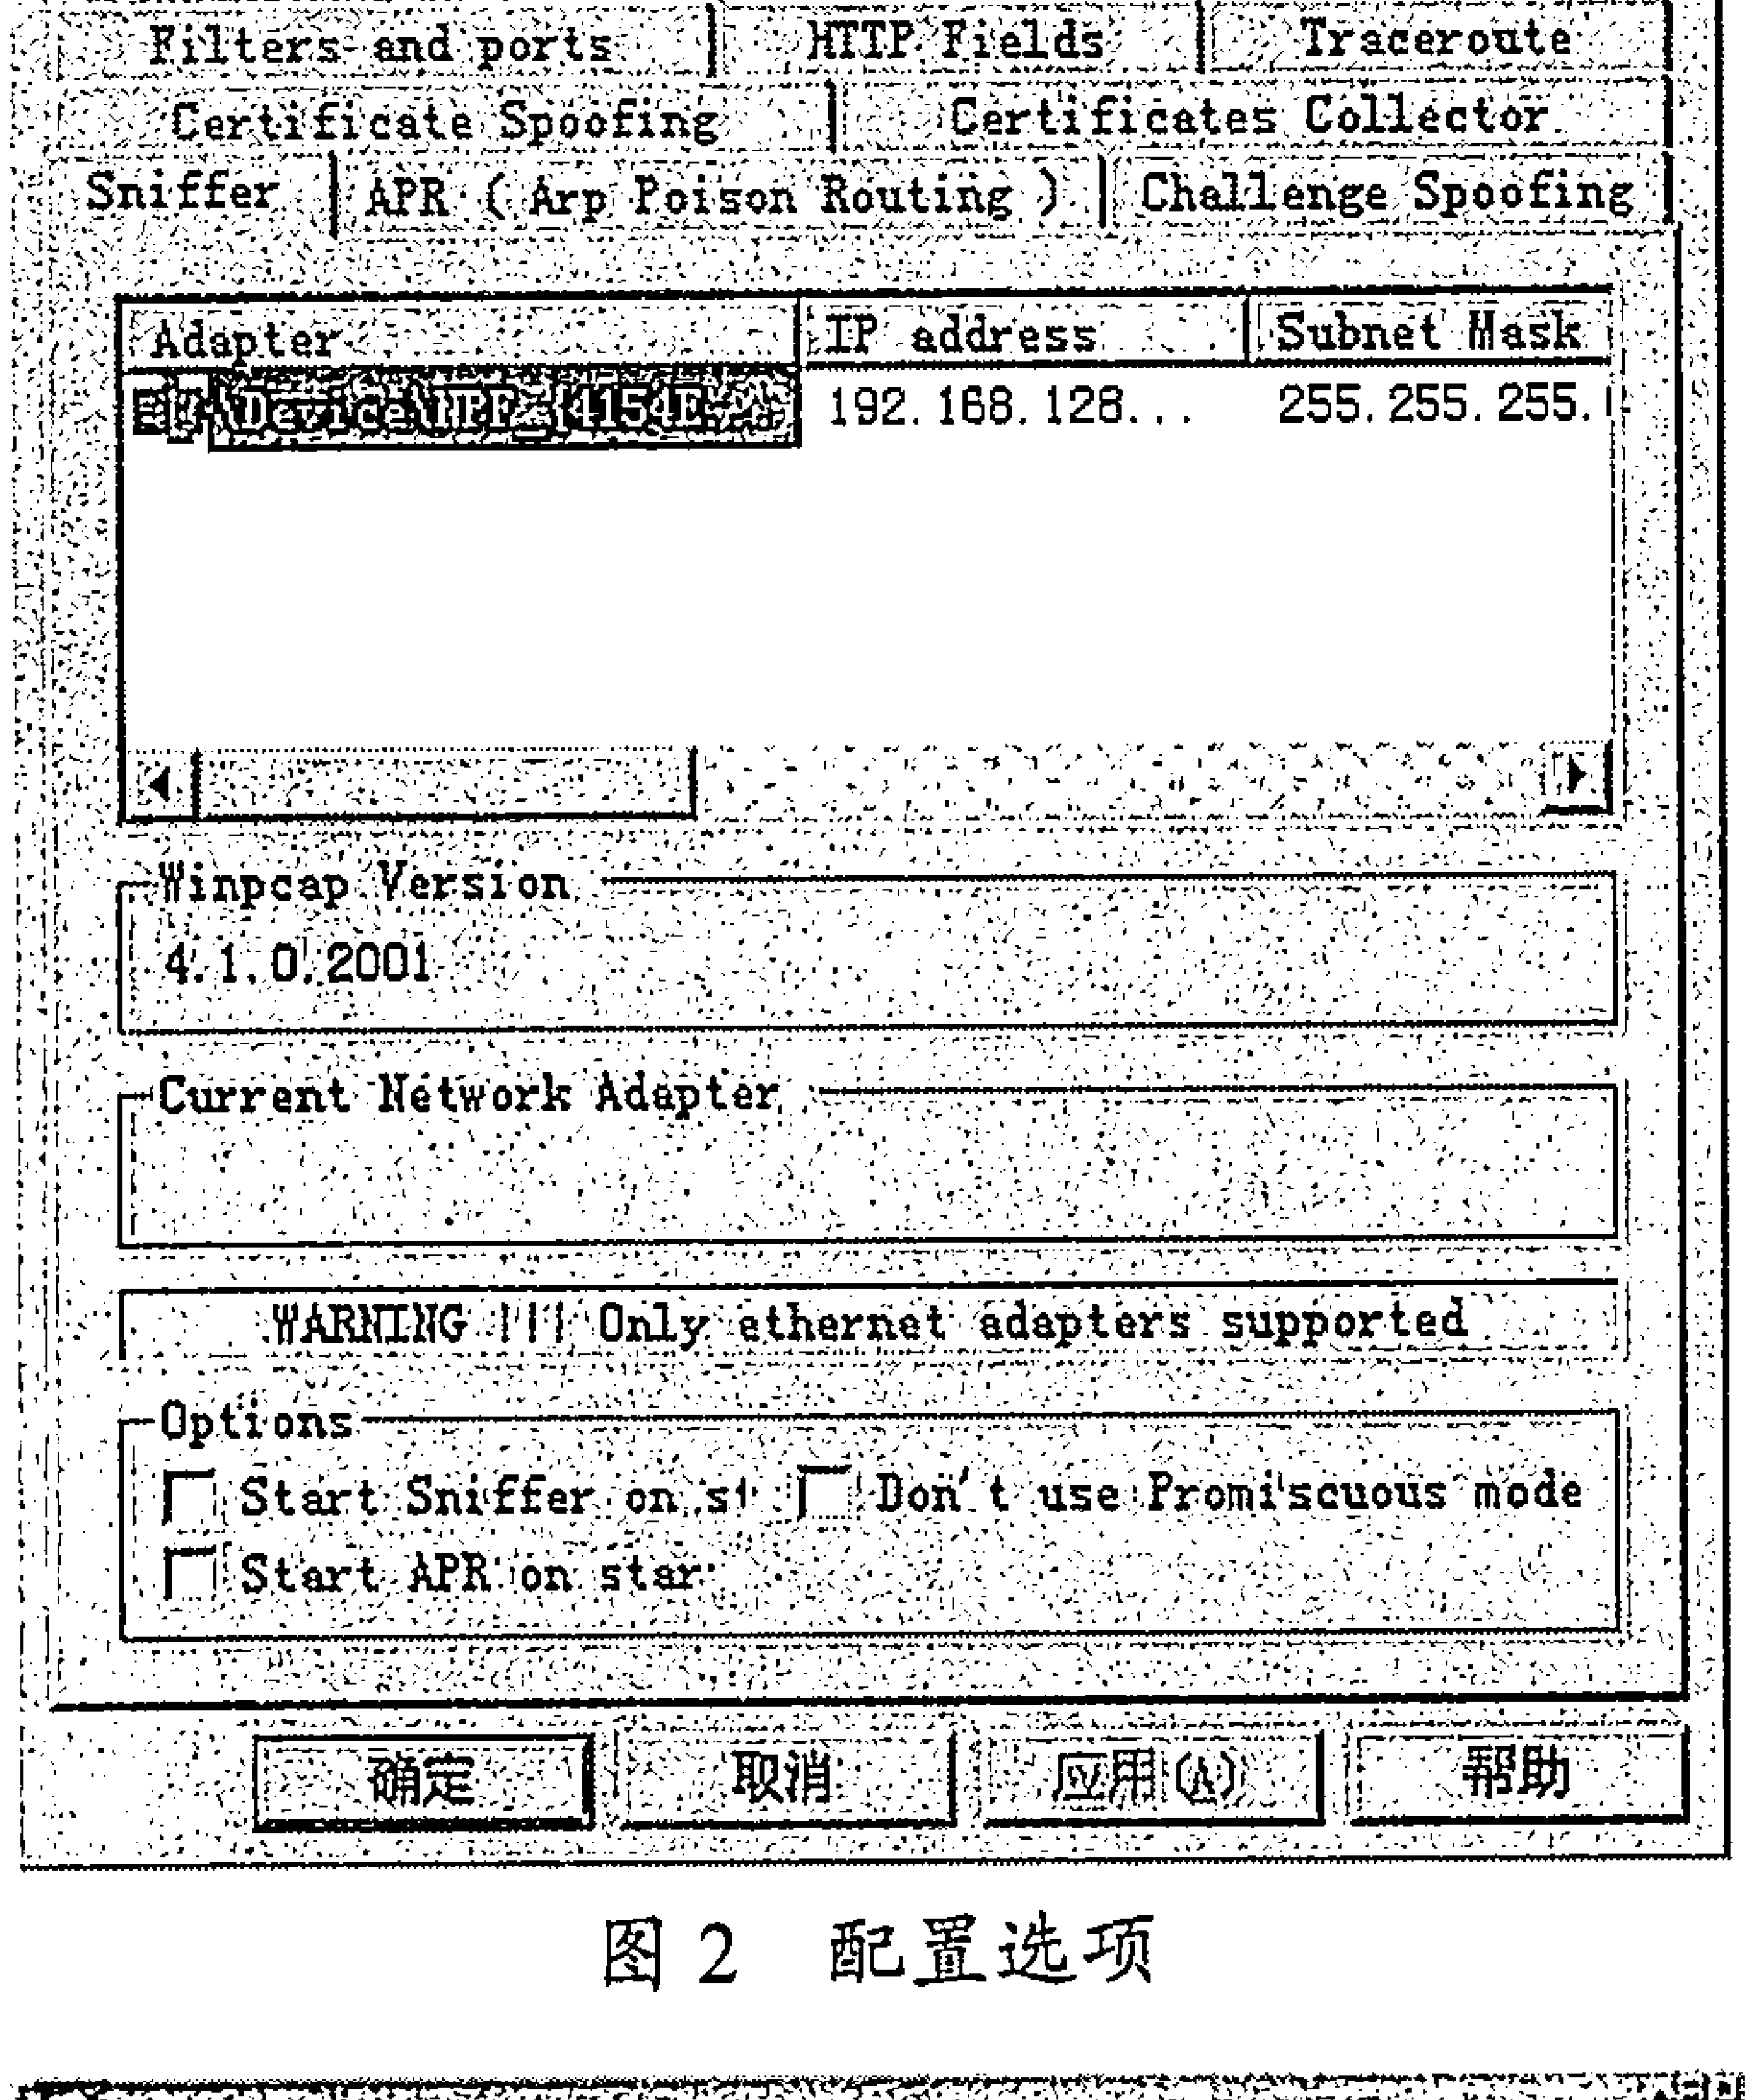 Filters and ports HTTP Fields Traceroute
Certificate Spoofing Certificates Collector
Sniffer APR ( Arp Poison Routing ) Challenge Spoofing
Adapter IP address Subnet Mask
\Device\NPF_{4154E... 192.168.128... 255.255.255.
Winpcap Version
4.1.0.2001
Current Network Adapter
WARNING !!! Only ethernet adapters supported
Options
Start Sniffer on st Don't use Promiscuous mode
Start APR on star
确定 取消 应用(A) 帮助
图 2 配置选项